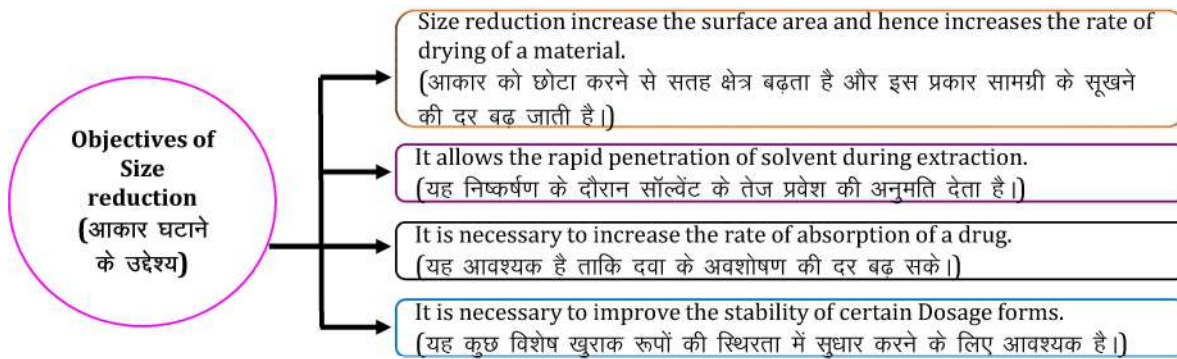 Objectives of
Size
reduction
(आकार घटाने
के उद्देश्य)
Size reduction increase the surface area and hence increases the rate of
drying of a material.
(आकार को छोटा करने से सतह क्षेत्र बढ़ता है और इस प्रकार सामग्री के सूखने
की दर बढ़ जाती है।)
It allows the rapid penetration of solvent during extraction.
(यह निष्कर्षण के दौरान सॉल्वेंट के तेज प्रवेश की अनुमति देता है।)
It is necessary to increase the rate of absorption of a drug.
(यह आवश्यक है ताकि दवा के अवशोषण की दर बढ़ सके।)
It is necessary to improve the stability of certain Dosage forms.
(यह कुछ विशेष खुराक रूपों की स्थिरता में सुधार करने के लिए आवश्यक है।)